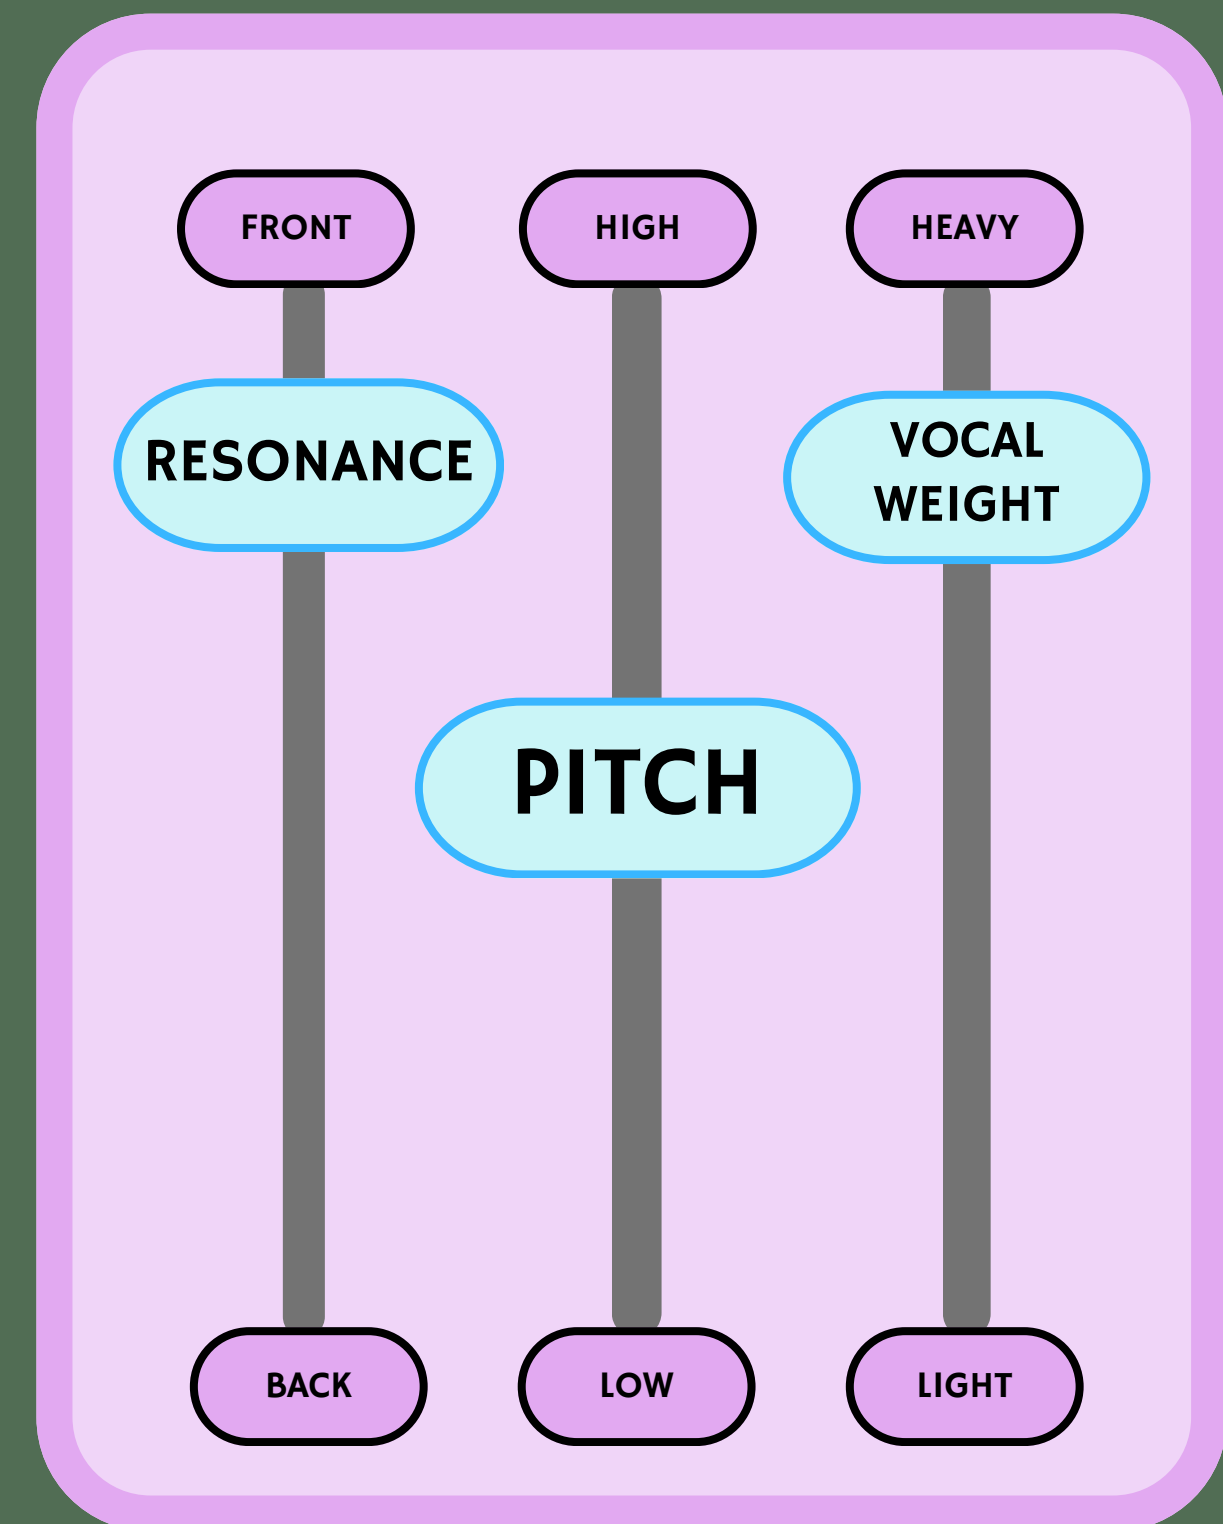 FRONT
HIGH
HEAVY
RESONANCE
VOCAL
WEIGHT
PITCH
BACK
LOW
LIGHT